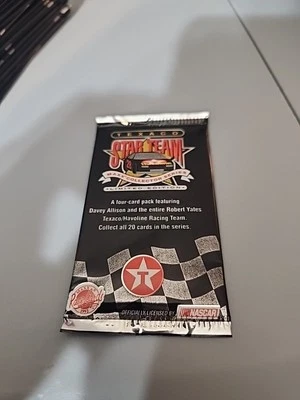 TEXACO
STAR TEAM
LIMITED EDITION
A four-card pack featuring
Davey Allison and the entire Robert Yates
Texaco/Havoline Racing Team.
Collect all 20 cards in the series.
T
OFFICIALLY LICENSED BY NASCAR